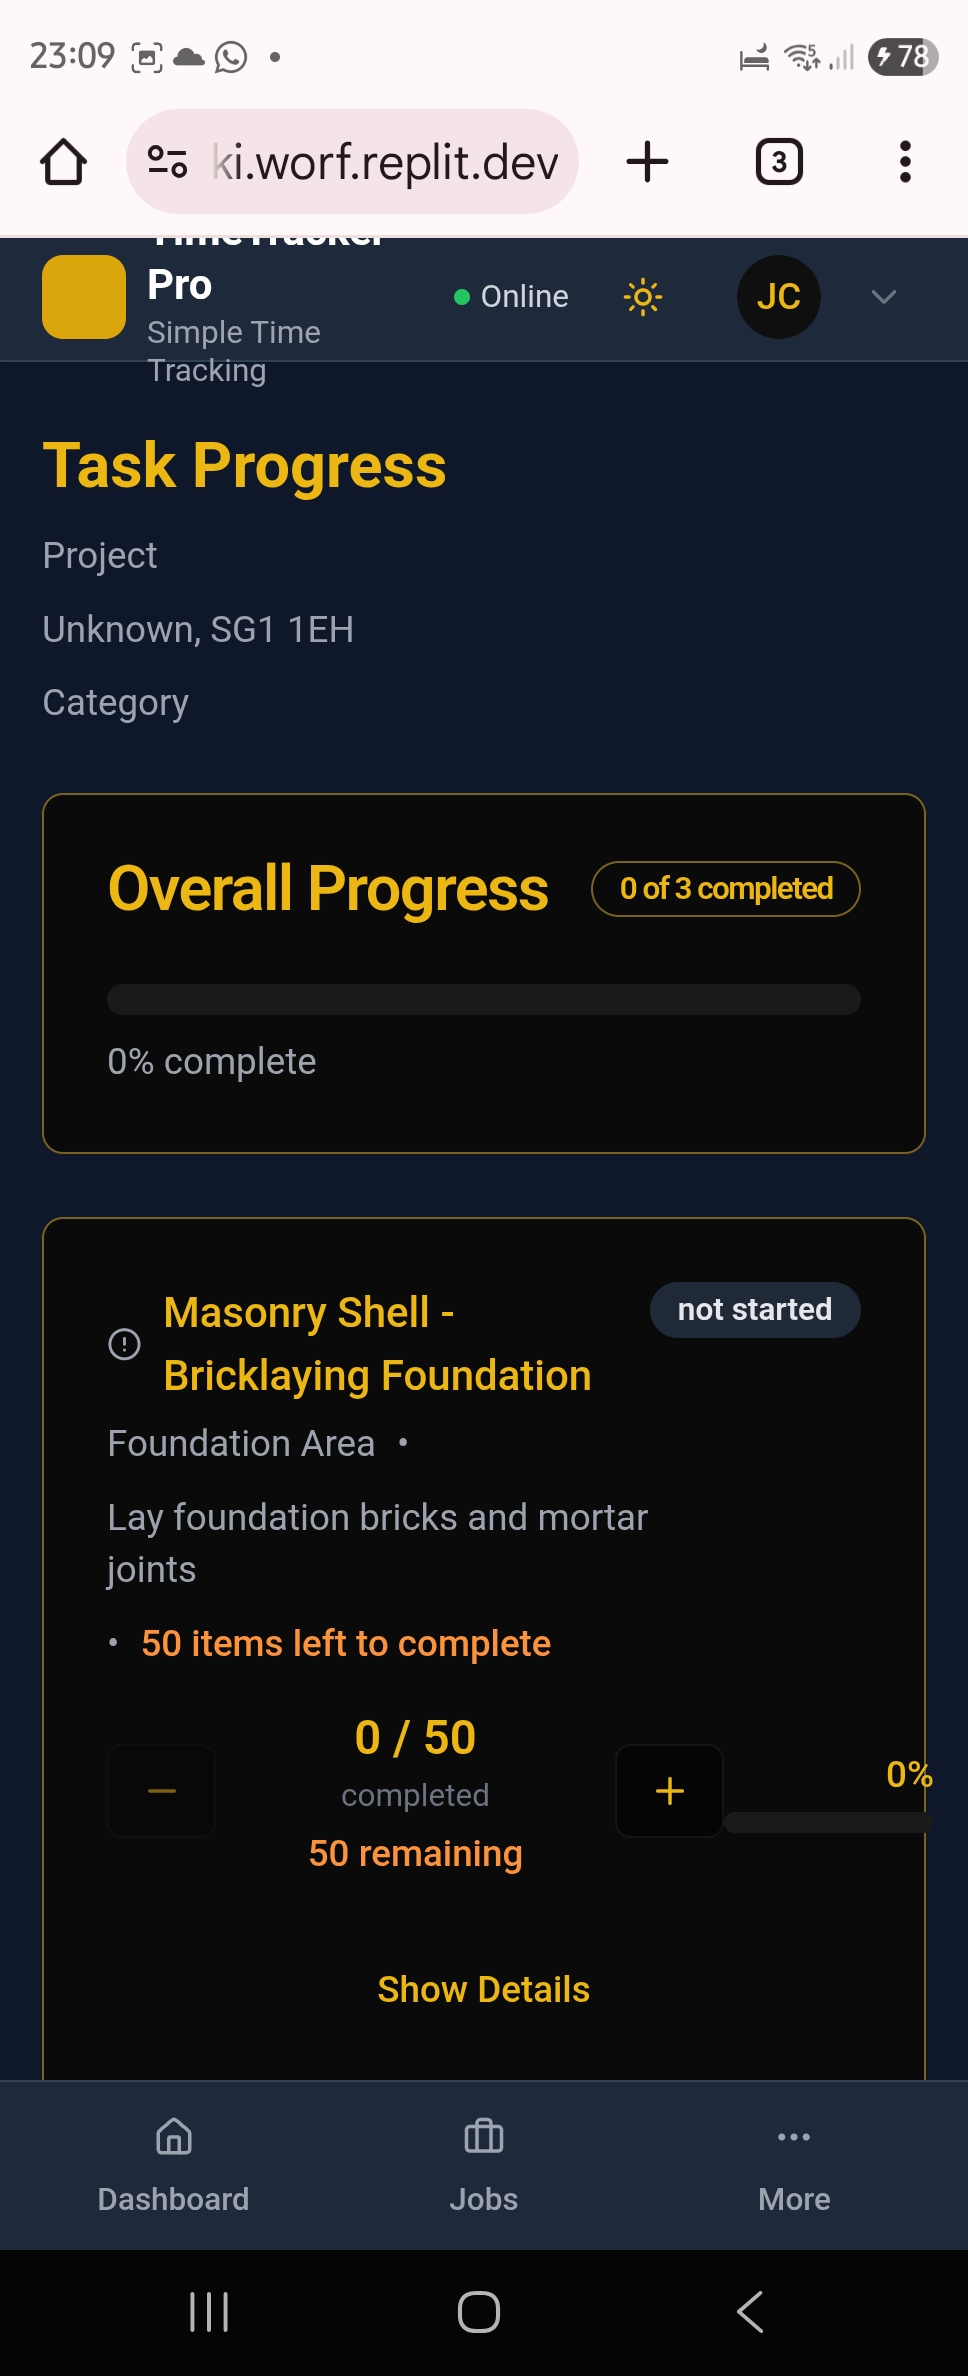 23:09
5
78
ki.worf.replit.dev
3
TimeTracker
Pro
Simple Time
Tracking
Online
JC
Task Progress
Project
Unknown, SG1 1EH
Category
Overall Progress
0 of 3 completed
0% complete
Masonry Shell -
Bricklaying Foundation
not started
Foundation Area •
Lay foundation bricks and mortar
joints
• 50 items left to complete
0 / 50
completed
50 remaining
0%
Show Details
Dashboard
Jobs
More